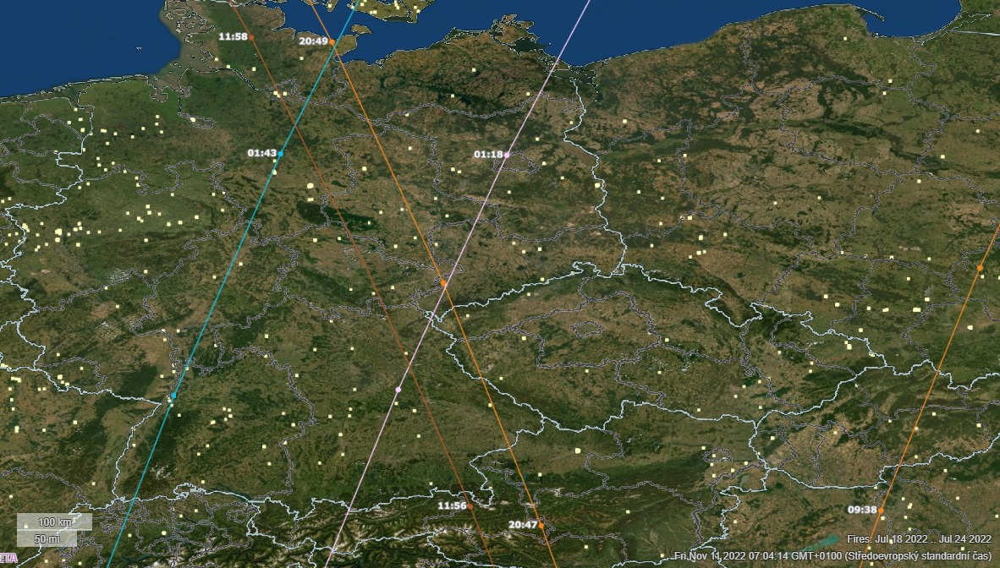 11:58
20:49
01:43
01:18
11:56
20:47
09:38
100 km
50 mi
Fires: Jul 18 2022 .. Jul 24 2022
Fri Nov 11 2022 07:04:14 GMT+0100 (Středoevropský standardní čas)
ETA